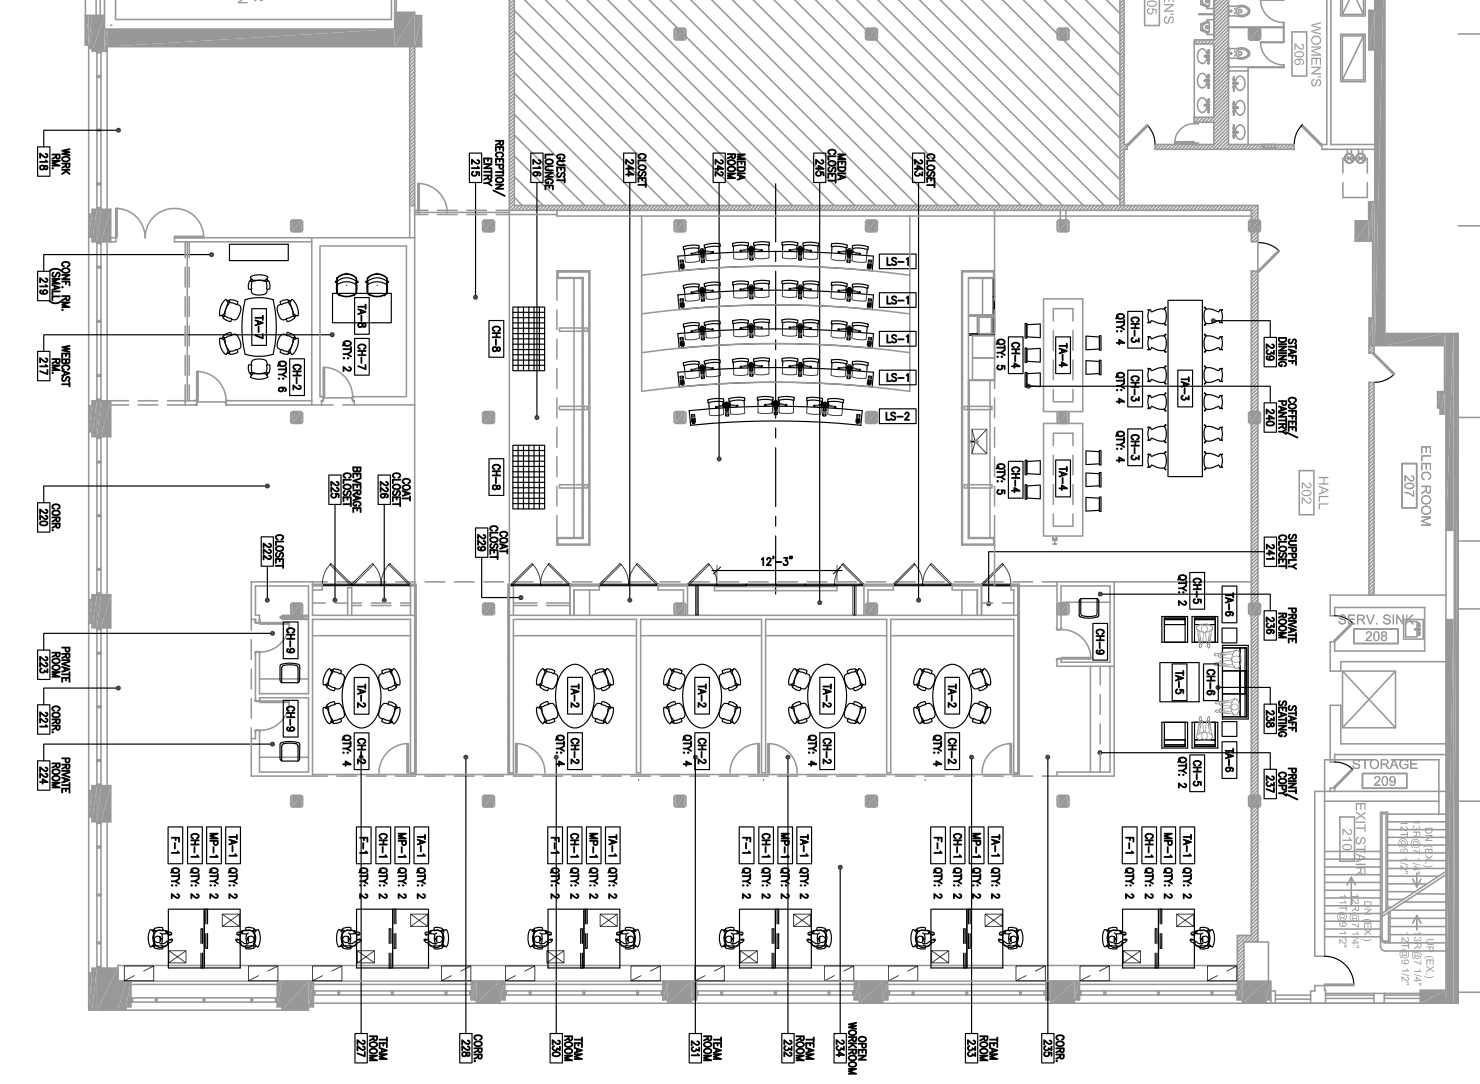 WOMEN'S
206
EN'S
205
WORK
RM.
218
RECEPTION/
ENTRY
215
GUEST
LOUNGE
216
CLOSET
244
MEDIA
ROOM
242
MEDIA
CLOSET
245
CLOSET
243
CONF. RM.
(SMALL)
219
WEBCAST
RM.
217
TA-8
CH-7
QTY: 2
TA-7
CH-2
QTY: 6
CH-8
CH-8
LS-1
LS-1
LS-1
LS-1
LS-2
CH-4
QTY: 5
TA-4
CH-4
QTY: 5
TA-4
CH-3
QTY: 4
CH-3
QTY: 4
CH-3
QTY: 4
TA-3
STAFF
DINING
239
COFFEE/
PANTRY
240
HALL
202
ELEC ROOM
207
CORR.
220
BEVERAGE
CLOSET
225
COAT
CLOSET
226
CLOSET
222
COAT
CLOSET
229
12'-3"
SUPPLY
CLOSET
241
PRIVATE
ROOM
236
CH-5
QTY: 2
TA-6
TA-5
CH-6
CH-5
QTY: 2
TA-6
STAFF
SEATING
238
PRINT/
COPY
237
SERV. SINK
208
STORAGE
209
EXIT STAIR
210
DN (EX.)
13R@7 1/4"
12T@9 1/2"
DN (EX.)
12R@7 1/4"
11T@9 1/2"
UP (EX.)
13R@7 1/4"
12T@9 1/2"
PRIVATE
ROOM
223
CORR.
221
PRIVATE
ROOM
224
CH-9
CH-9
CH-9
TA-2
CH-2
QTY: 4
TA-2
CH-2
QTY: 4
TA-2
CH-2
QTY: 4
TA-2
CH-2
QTY: 4
TA-2
CH-2
QTY: 4
TA-1 QTY: 2
MP-1 QTY: 2
CH-1 QTY: 2
F-1 QTY: 2
TA-1 QTY: 2
MP-1 QTY: 2
CH-1 QTY: 2
F-1 QTY: 2
TA-1 QTY: 2
MP-1 QTY: 2
CH-1 QTY: 2
F-1 QTY: 2
TA-1 QTY: 2
MP-1 QTY: 2
CH-1 QTY: 2
F-1 QTY: 2
TA-1 QTY: 2
MP-1 QTY: 2
CH-1 QTY: 2
F-1 QTY: 2
TA-1 QTY: 2
MP-1 QTY: 2
CH-1 QTY: 2
F-1 QTY: 2
TEAM
ROOM
227
CORR.
228
TEAM
ROOM
230
TEAM
ROOM
231
TEAM
ROOM
232
OPEN
WORKROOM
234
TEAM
ROOM
233
CORR.
235